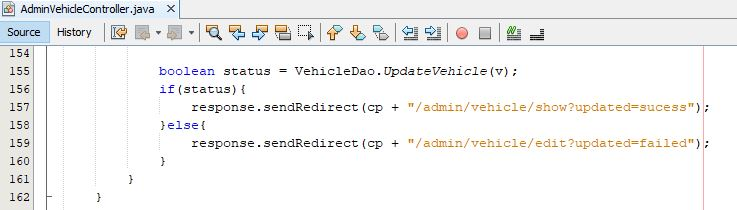 AdminVehicleController.java
Source History
154
155 boolean status = VehicleDao.UpdateVehicle(v);
156 if(status){
157 response.sendRedirect(cp + "/admin/vehicle/show?updated=sucess");
158 }else{
159 response.sendRedirect(cp + "/admin/vehicle/edit?updated=failed");
160 }
161 }
162 }